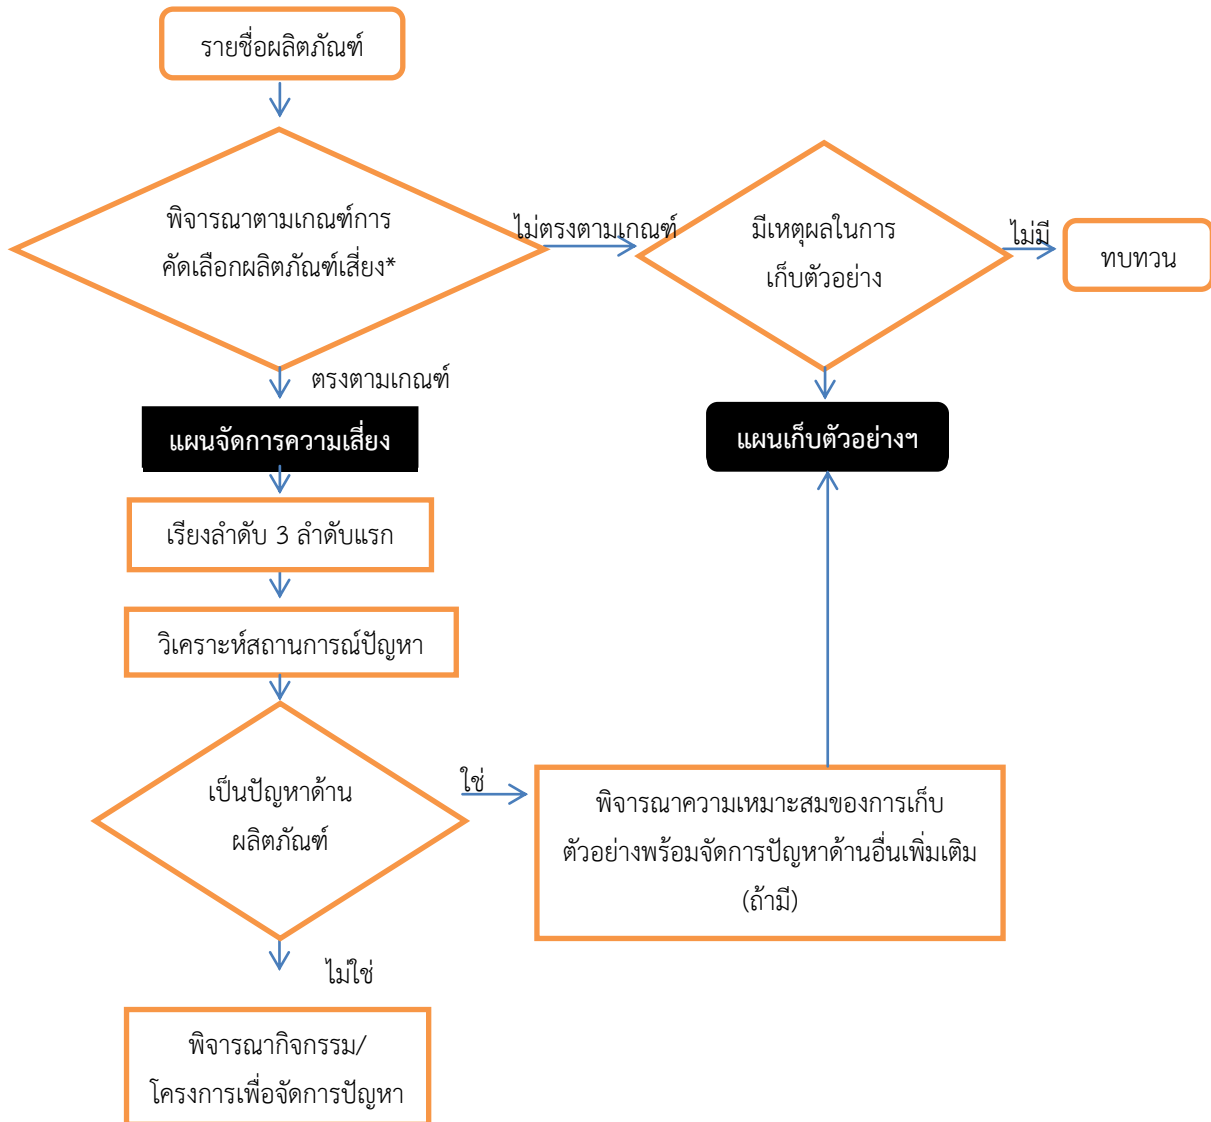 รายชื่อผลิตภัณฑ์
พิจารณาตามเกณฑ์การ
คัดเลือกผลิตภัณฑ์เสี่ยง*
ไม่ตรงตามเกณฑ์
มีเหตุผลในการ
เก็บตัวอย่าง
ไม่มี
ทบทวน
ตรงตามเกณฑ์
แผนจัดการความเสี่ยง
แผนเก็บตัวอย่างฯ
เรียงลำดับ 3 ลำดับแรก
วิเคราะห์สถานการณ์ปัญหา
เป็นปัญหาด้าน
ผลิตภัณฑ์
ใช่
พิจารณาความเหมาะสมของการเก็บ
ตัวอย่างพร้อมจัดการปัญหาด้านอื่นเพิ่มเติม
(ถ้ามี)
ไม่ใช่
พิจารณากิจกรรม/
โครงการเพื่อจัดการปัญหา